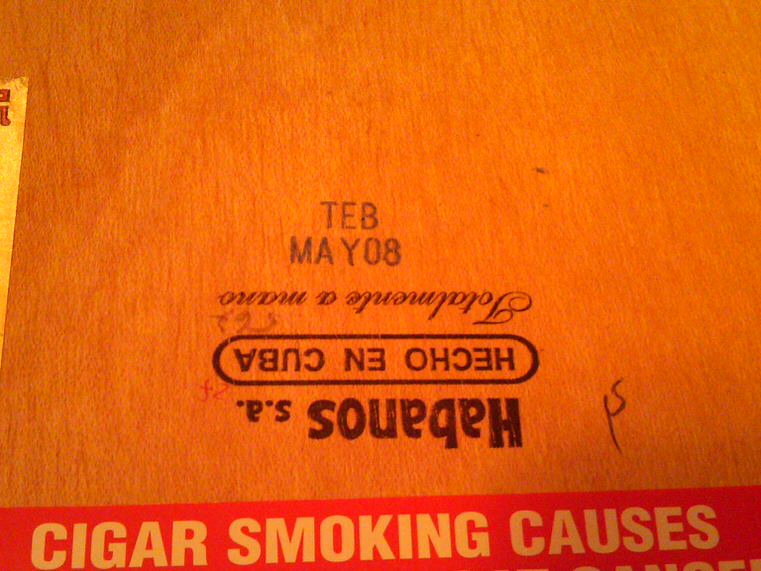 TEB
MAY08
Habanos s.a.
HECHO EN CUBA
Totalmente a mano
CIGAR SMOKING CAUSES